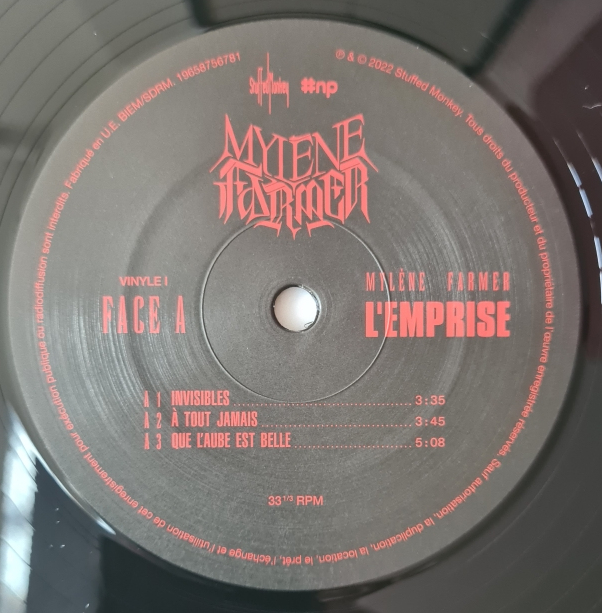 Fabriqué en U.E. BIEM/SDRM. 19658756781
℗ & © 2022 Stuffed Monkey. Tous droits du producteur et du propriétaire de l'œuvre enregistrée réservés. Sauf autorisation, la duplication, la location, le prêt, l'échange et l'utilisation de cet enregistrement pour exécution publique ou radiodiffusion sont interdits.
Stuffed Monkey
#np
MYLENE
FARMER
VINYLE I
FACE A
MYLÈNE FARMER
L'EMPRISE
A 1 INVISIBLES 3:35
A 2 À TOUT JAMAIS 3:45
A 3 QUE L'AUBE EST BELLE 5:08
33 1/3 RPM